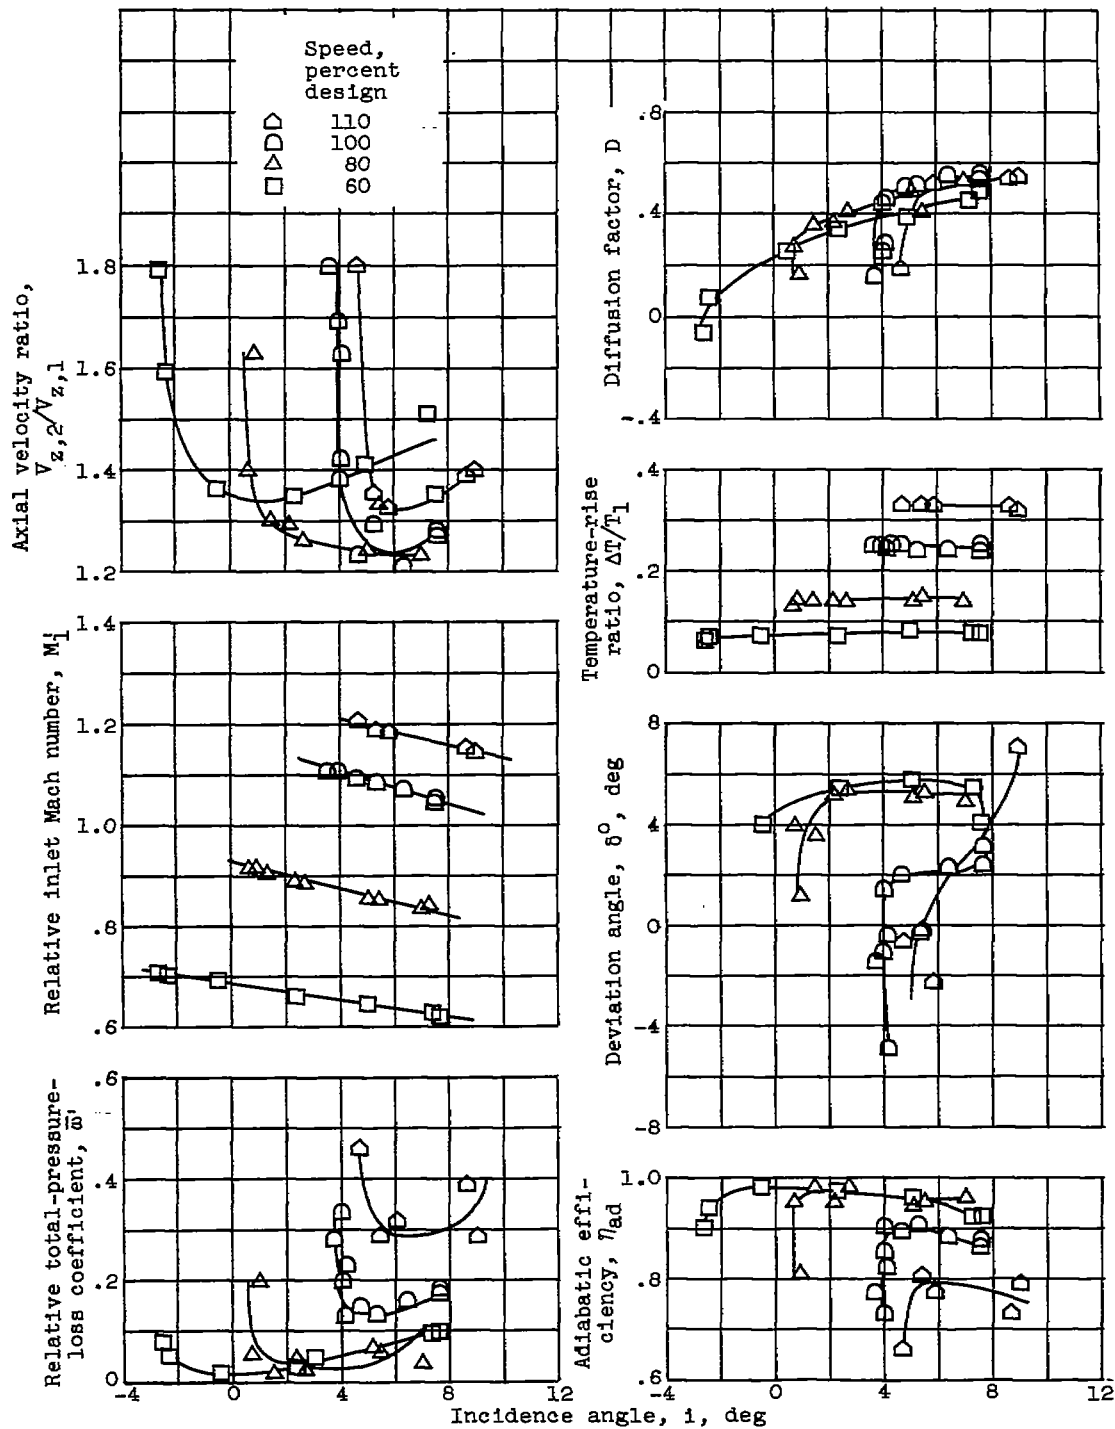 Speed,
percent
design
110
100
80
60
Axial velocity ratio,
V_z,2/V_z,1
1.8
1.6
1.4
1.2
Relative inlet Mach number, M'_1
1.4
1.2
1.0
.8
.6
Relative total-pressure-
loss coefficient, ω̅'
.6
.4
.2
0
-4
0
4
8
12
Diffusion factor, D
.8
.4
0
-.4
Temperature-rise
ratio, ΔT/T_1
.4
.2
0
Deviation angle, δ°, deg
8
4
0
-4
-8
Adiabatic effi-
ciency, η_ad
1.0
.8
.6
-4
0
4
8
12
Incidence angle, i, deg